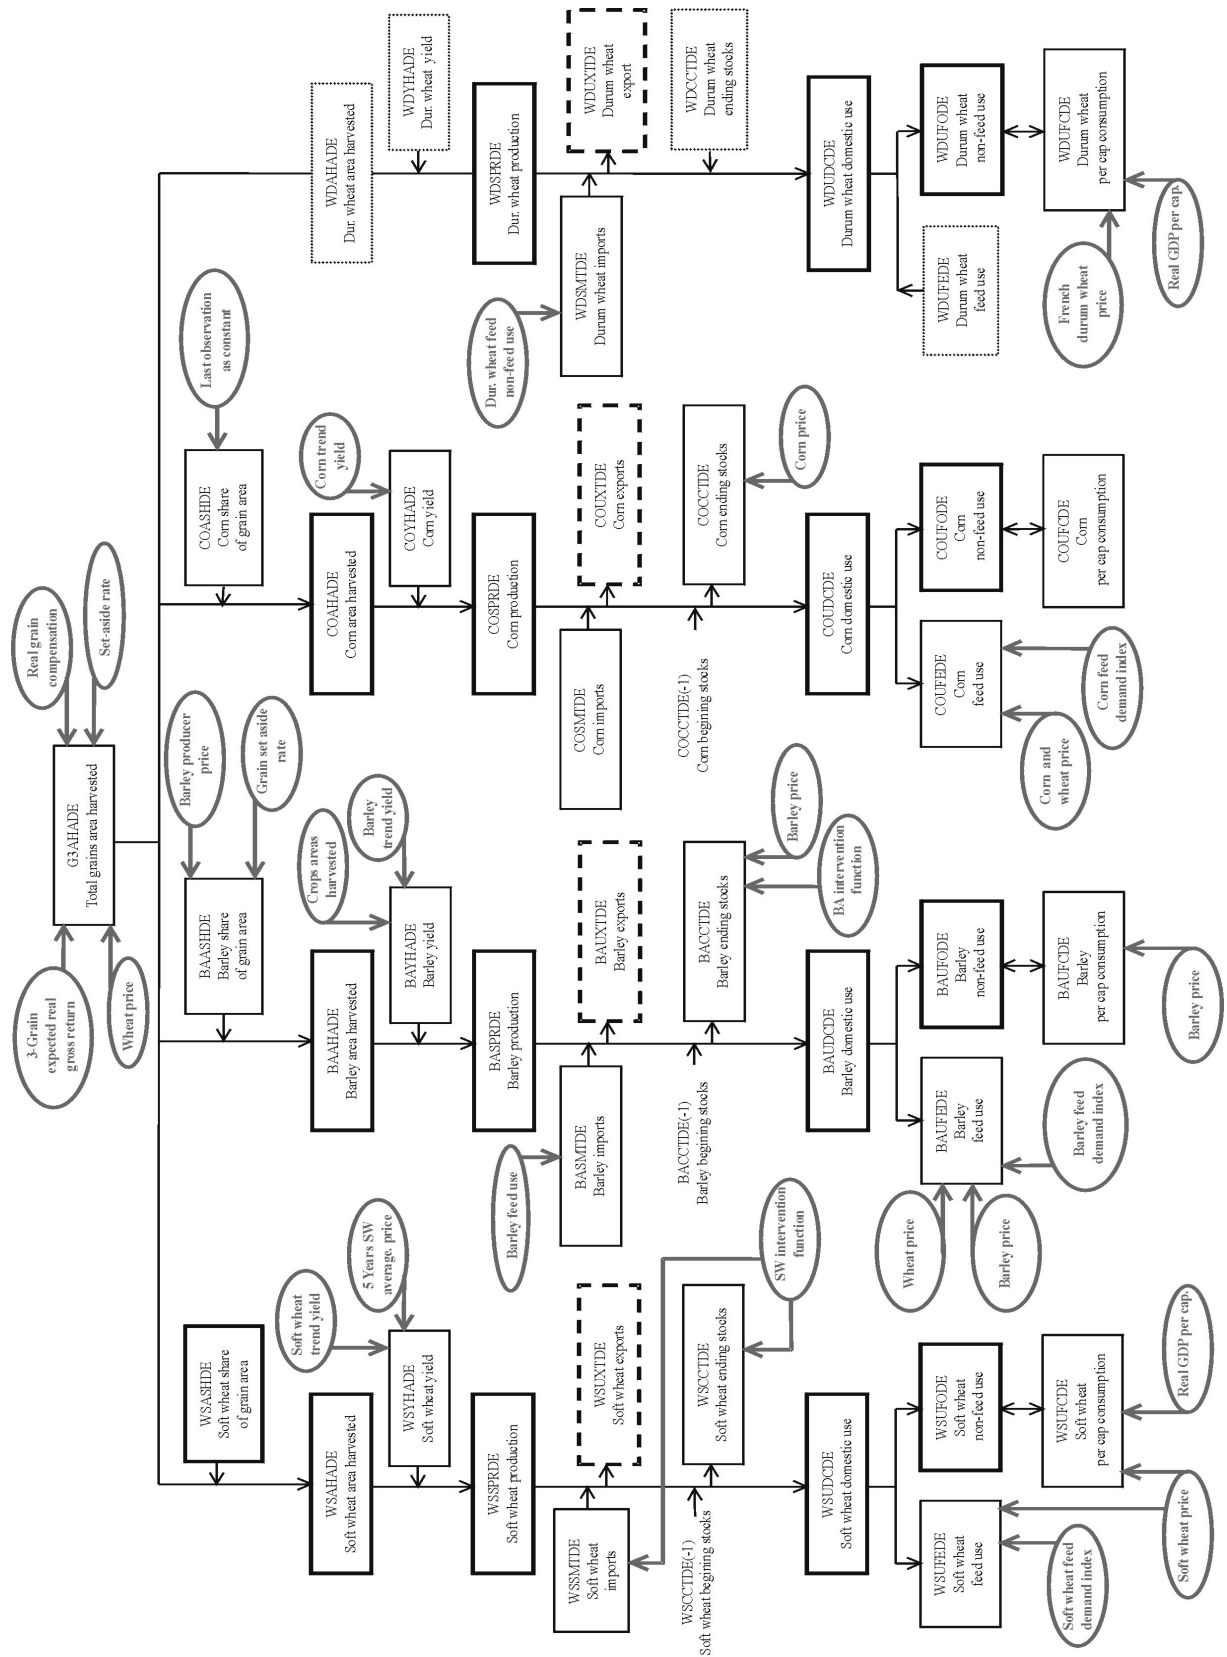 Real grain
compensation
Set-aside rate
G3AHADE
Total grains area harvested
3-Grain
expected real
gross return
Wheat price
Barley producer
price
Grain set aside
rate
Last observation
as constant
WSASHDE
Soft wheat share
of grain area
BAASHDE
Barley share
of grain area
COASHDE
Corn share
of grain area
Soft wheat
trend yield
5 Years SW
average. price
Crops areas
harvested
Barley
trend yield
Corn trend
yield
WSAHADE
Soft wheat area harvested
BAAHADE
Barley area harvested
COAHADE
Corn area harvested
WDAHADE
Dur. wheat area harvested
WSYHADE
Soft wheat yield
BAYHADE
Barley yield
COYHADE
Corn yield
WDYHADE
Dur. wheat yield
WSSPRDE
Soft wheat production
BASPRDE
Barley production
COSPRDE
Corn production
WDSPRDE
Dur. wheat production
Barley feed use
Dur. wheat feed
non-feed use
WSSMTDE
Soft wheat
imports
WSUXTDE
Soft wheat exports
BASMTDE
Barley imports
BAUXTDE
Barley exports
COSMTDE
Corn imports
COUXTDE
Corn exports
WDSMTDE
Durum wheat imports
WDUXTDE
Durum wheat
export
WSCCTDE(-1)
Soft wheat begining stocks
WSCCTDE
Soft wheat ending stocks
BACCTDE(-1)
Barley begining stocks
BACCTDE
Barley ending stocks
COCCTDE(-1)
Corn begining stocks
COCCTDE
Corn ending stocks
WDCCTDE
Durum wheat
ending stocks
SW intervention
function
Barley price
BA intervention
function
Corn price
WSUDCDE
Soft wheat domestic use
BAUDCDE
Barley domestic use
COUDCDE
Corn domestic use
WDUDCDE
Durum wheat domestic use
WSUFEDE
Soft wheat
feed use
WSUFODE
Soft wheat
non-feed use
Wheat price
Barley price
BAUFEDE
Barley
feed use
BAUFODE
Barley
non-feed use
COUFEDE
Corn
feed use
COUFODE
Corn
non-feed use
WDUFEDE
Durum wheat
feed use
WDUFODE
Durum wheat
non-feed use
WSUFCDE
Soft wheat
per cap consumption
BAUFCDE
Barley
per cap consumption
COUFCDE
Corn
per cap consumption
WDUFCDE
Durum wheat
per cap consumption
Soft wheat feed
demand index
Soft wheat price
Real GDP per cap.
Barley feed
demand index
Barley price
Corn and
wheat price
Corn feed
demand index
French
durum wheat
price
Real GDP per cap.